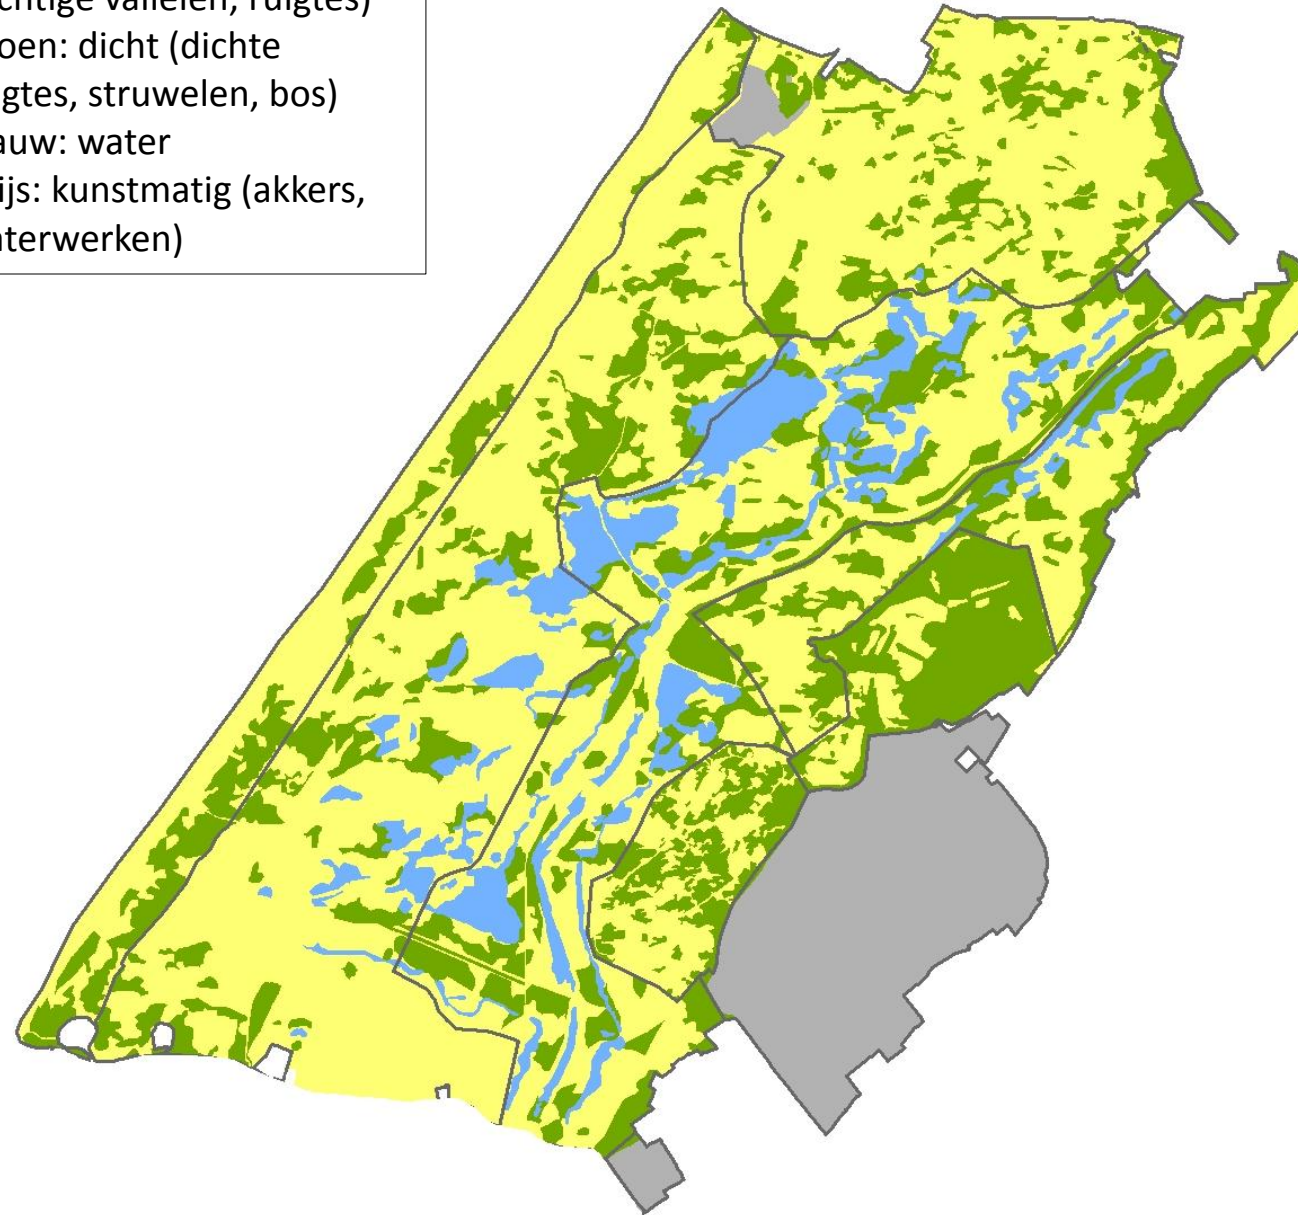 chtige valleien, ruigtes)
oen: dicht (dichte
gtes, struwelen, bos)
auw: water
ijs: kunstmatig (akkers,
terwerken)